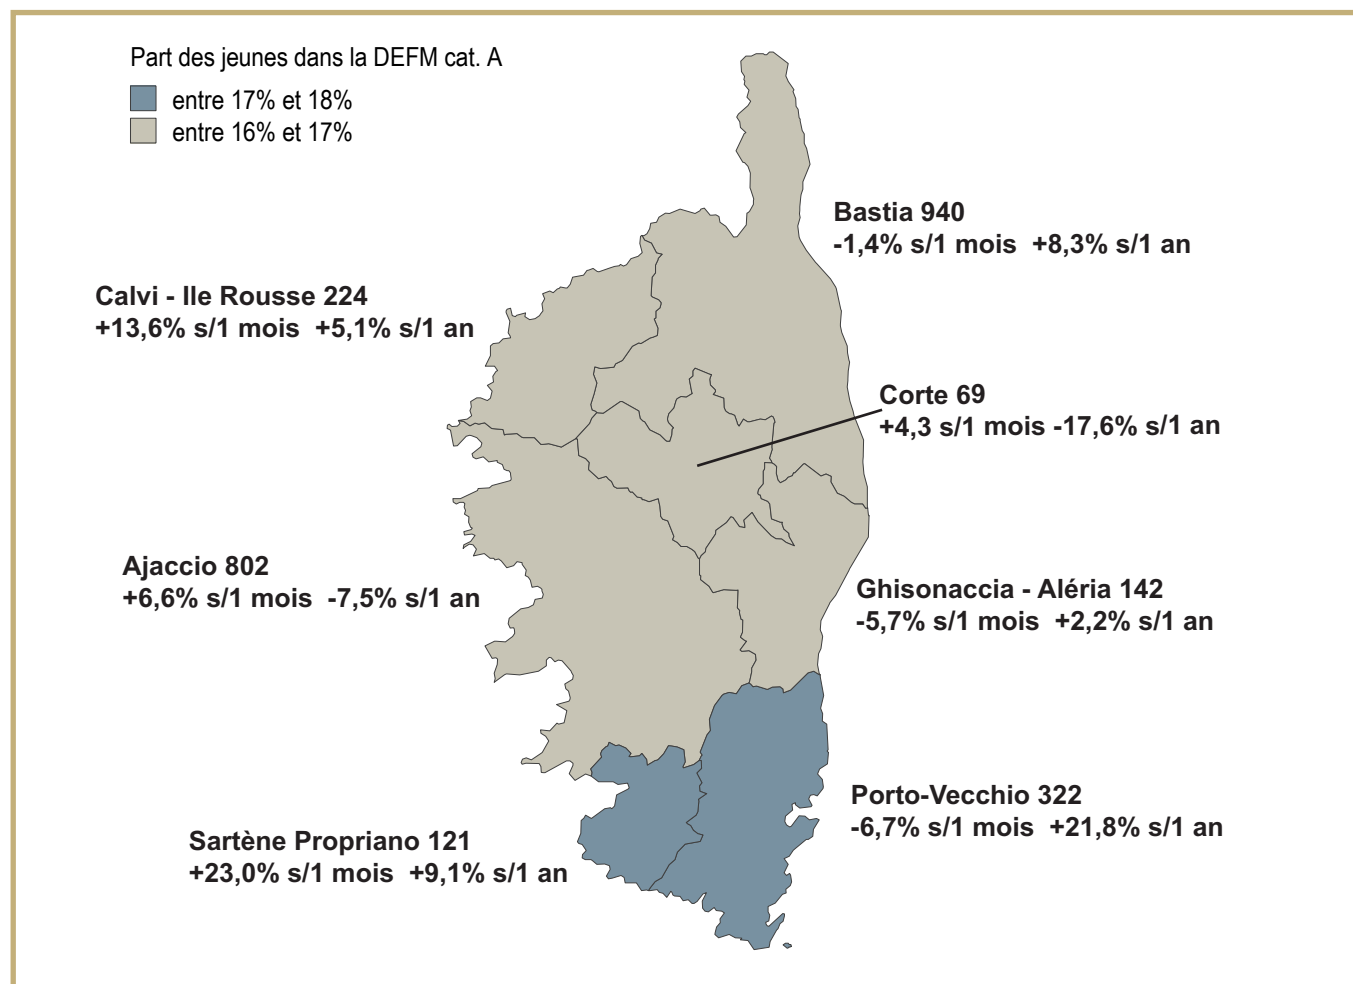 Part des jeunes dans la DEFM cat. A
entre 17% et 18%
entre 16% et 17%
Bastia 940
-1,4% s/1 mois +8,3% s/1 an
Calvi - Ile Rousse 224
+13,6% s/1 mois +5,1% s/1 an
Corte 69
+4,3 s/1 mois -17,6% s/1 an
Ajaccio 802
+6,6% s/1 mois -7,5% s/1 an
Ghisonaccia - Aléria 142
-5,7% s/1 mois +2,2% s/1 an
Porto-Vecchio 322
-6,7% s/1 mois +21,8% s/1 an
Sartène Propriano 121
+23,0% s/1 mois +9,1% s/1 an